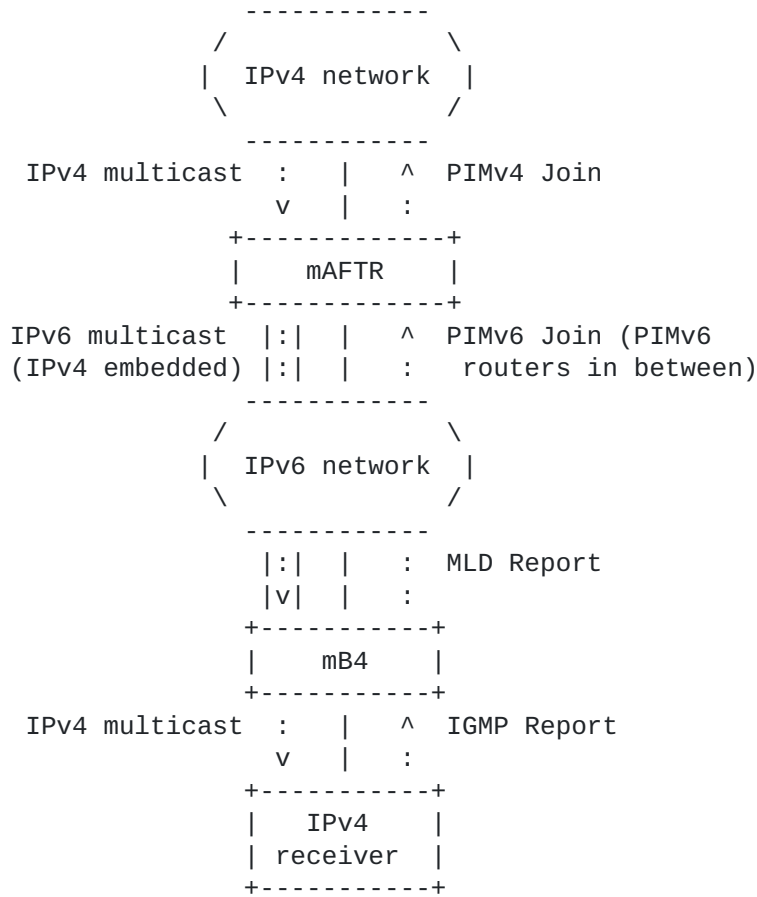 IPv4 network
IPv4 multicast : | ^ PIMv4 Join
v | :
mAFTR
IPv6 multicast |:| | ^ PIMv6 Join (PIMv6
(IPv4 embedded) |:| | : routers in between)
IPv6 network
|:| | : MLD Report
|v| | :
mB4
IPv4 multicast : | ^ IGMP Report
v | :
IPv4
receiver